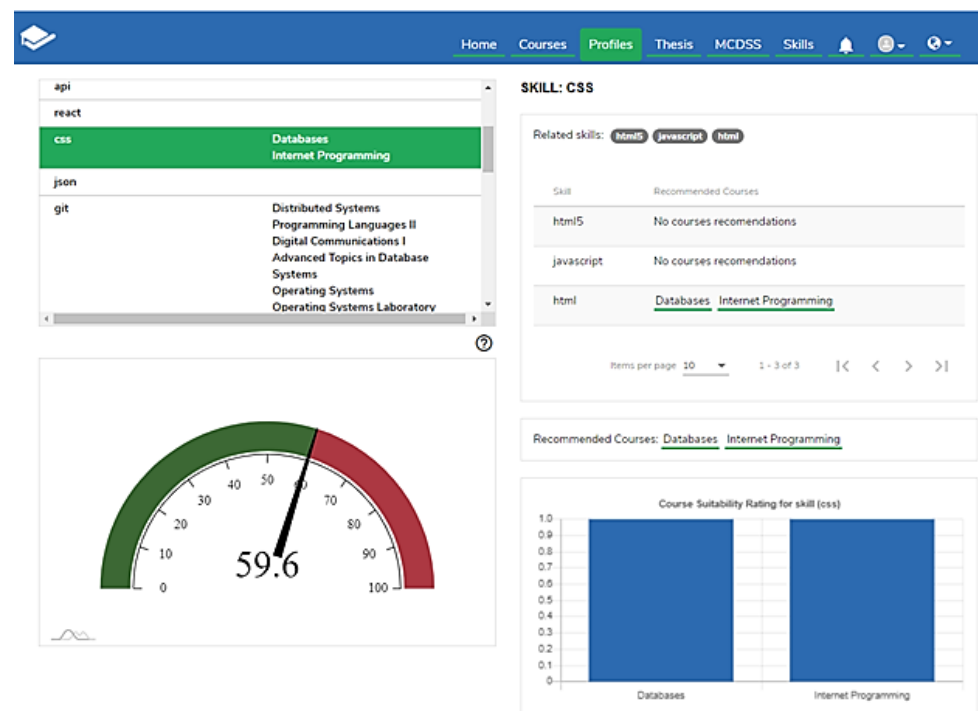 Home Courses Profiles Thesis MCDSS Skills
api
react
css Databases
Internet Programming
json
git Distributed Systems
Programming Languages II
Digital Communications I
Advanced Topics in Database
Systems
Operating Systems
Operating Systems Laboratory
0 10 20 30 40 50 60 70 80 90 100
59.6
SKILL: CSS
Related skills: html5 javascript html
Skill Recommended Courses
html5 No courses recomendations
javascript No courses recomendations
html Databases Internet Programming
Items per page 10 1 - 3 of 3
Recommended Courses: Databases Internet Programming
Course Suitability Rating for skill (css)
1.0
0.9
0.8
0.7
0.6
0.5
0.4
0.3
0.2
0.1
0
Databases Internet Programming